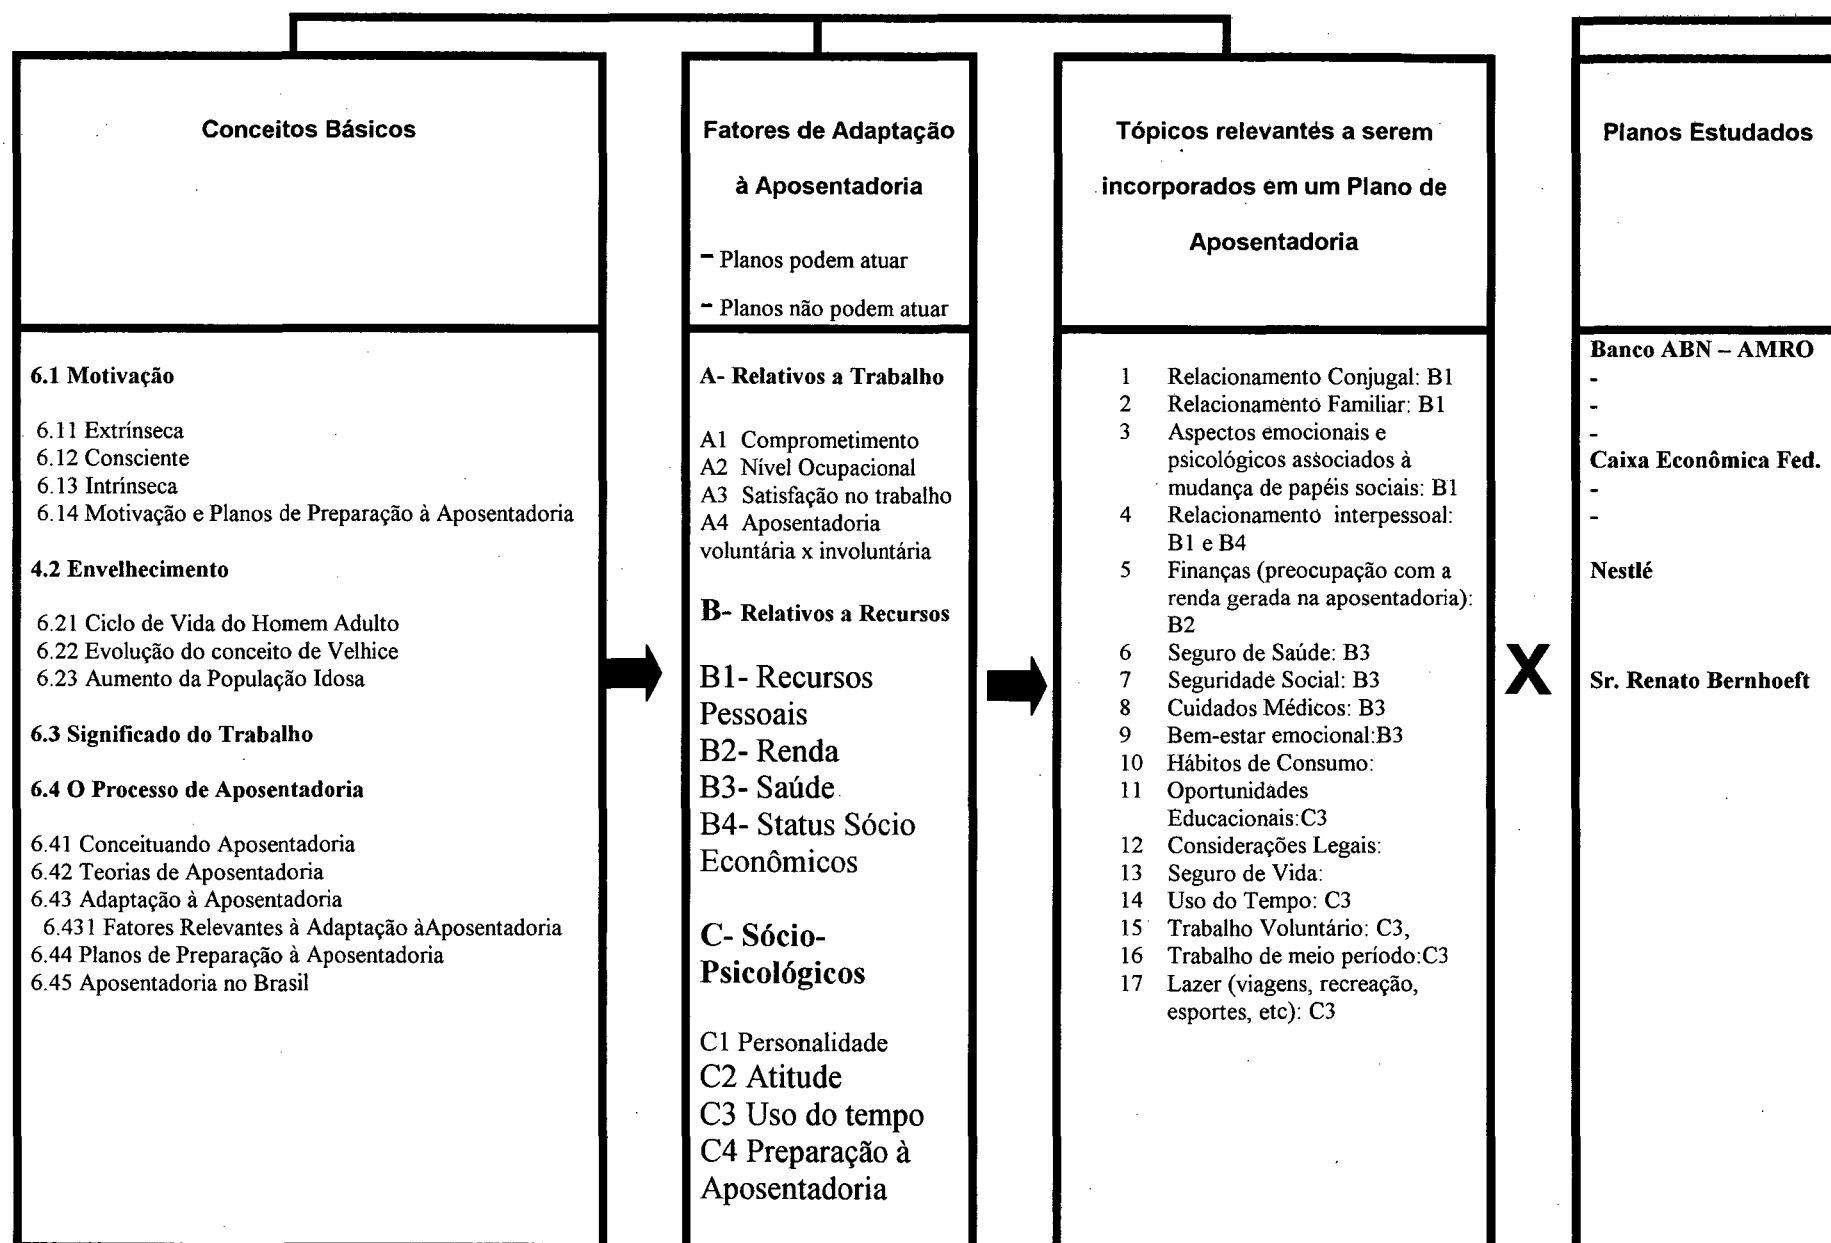 Conceitos Básicos
6.1 Motivação
6.11 Extrínseca
6.12 Consciente
6.13 Intrínseca
6.14 Motivação e Planos de Preparação à Aposentadoria
4.2 Envelhecimento
6.21 Ciclo de Vida do Homem Adulto
6.22 Evolução do conceito de Velhice
6.23 Aumento da População Idosa
6.3 Significado do Trabalho
6.4 O Processo de Aposentadoria
6.41 Conceituando Aposentadoria
6.42 Teorias de Aposentadoria
6.43 Adaptação à Aposentadoria
6.431 Fatores Relevantes à Adaptação àAposentadoria
6.44 Planos de Preparação à Aposentadoria
6.45 Aposentadoria no Brasil
Fatores de Adaptação
à Aposentadoria
- Planos podem atuar
- Planos não podem atuar
A- Relativos a Trabalho
A1 Comprometimento
A2 Nível Ocupacional
A3 Satisfação no trabalho
A4 Aposentadoria
voluntária x involuntária
B- Relativos a Recursos
B1- Recursos
Pessoais
B2- Renda
B3- Saúde
B4- Status Sócio
Econômicos
C- Sócio-
Psicológicos
C1 Personalidade
C2 Atitude
C3 Uso do tempo
C4 Preparação à
Aposentadoria
Tópicos relevantes a serem
incorporados em um Plano de
Aposentadoria
1 Relacionamento Conjugal: B1
2 Relacionamento Familiar: B1
3 Aspectos emocionais e
psicológicos associados à
mudança de papéis sociais: B1
4 Relacionamento interpessoal:
B1 e B4
5 Finanças (preocupação com a
renda gerada na aposentadoria):
B2
6 Seguro de Saúde: B3
7 Seguridade Social: B3
8 Cuidados Médicos: B3
9 Bem-estar emocional:B3
10 Hábitos de Consumo:
11 Oportunidades
Educacionais:C3
12 Considerações Legais:
13 Seguro de Vida:
14 Uso do Tempo: C3
15 Trabalho Voluntário: C3,
16 Trabalho de meio período:C3
17 Lazer (viagens, recreação,
esportes, etc): C3
X
Planos Estudados
Banco ABN – AMRO
-
-
-
Caixa Econômica Fed.
-
-
Nestlé
Sr. Renato Bernhoeft